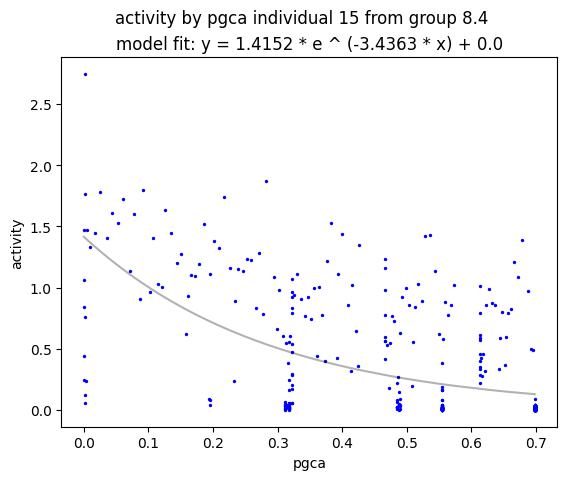 activity by pgca individual 15 from group 8.4
model fit: y = 1.4152 * e ^ (-3.4363 * x) + 0.0
activity
2.5
2.0
1.5
1.0
0.5
0.0
0.0 0.1 0.2 0.3 0.4 0.5 0.6 0.7
pgca